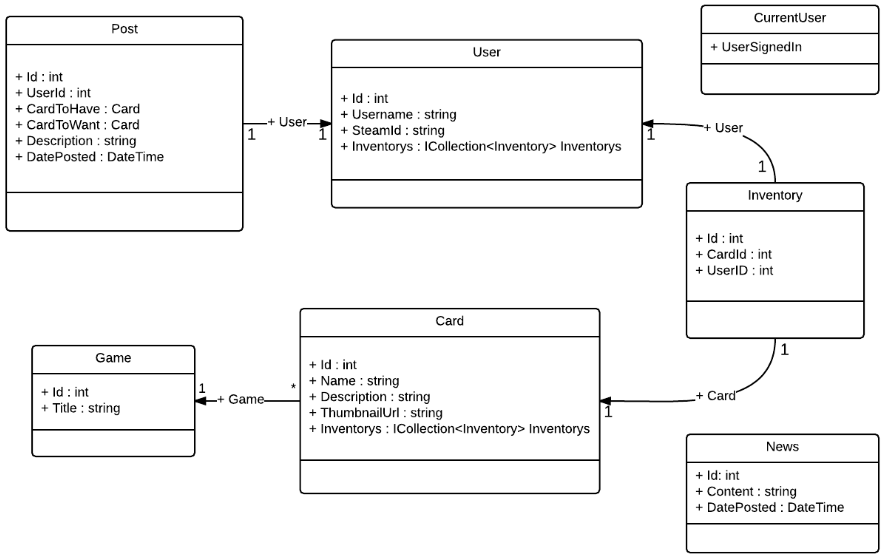 Post
+ Id : int
+ UserId : int
+ CardToHave : Card
+ CardToWant : Card
+ Description : string
+ DatePosted : DateTime
1
+ User
1
User
+ Id : int
+ Username : string
+ SteamId : string
+ Inventorys : ICollection<Inventory> Inventorys
CurrentUser
+ UserSignedIn
1
+ User
1
Inventory
+ Id : int
+ CardId : int
+ UserID : int
1
+ Card
1
Game
+ Id : int
+ Title : string
1
+ Game
*
Card
+ Id : int
+ Name : string
+ Description : string
+ ThumbnailUrl : string
+ Inventorys : ICollection<Inventory> Inventorys
News
+ Id: int
+ Content : string
+ DatePosted : DateTime